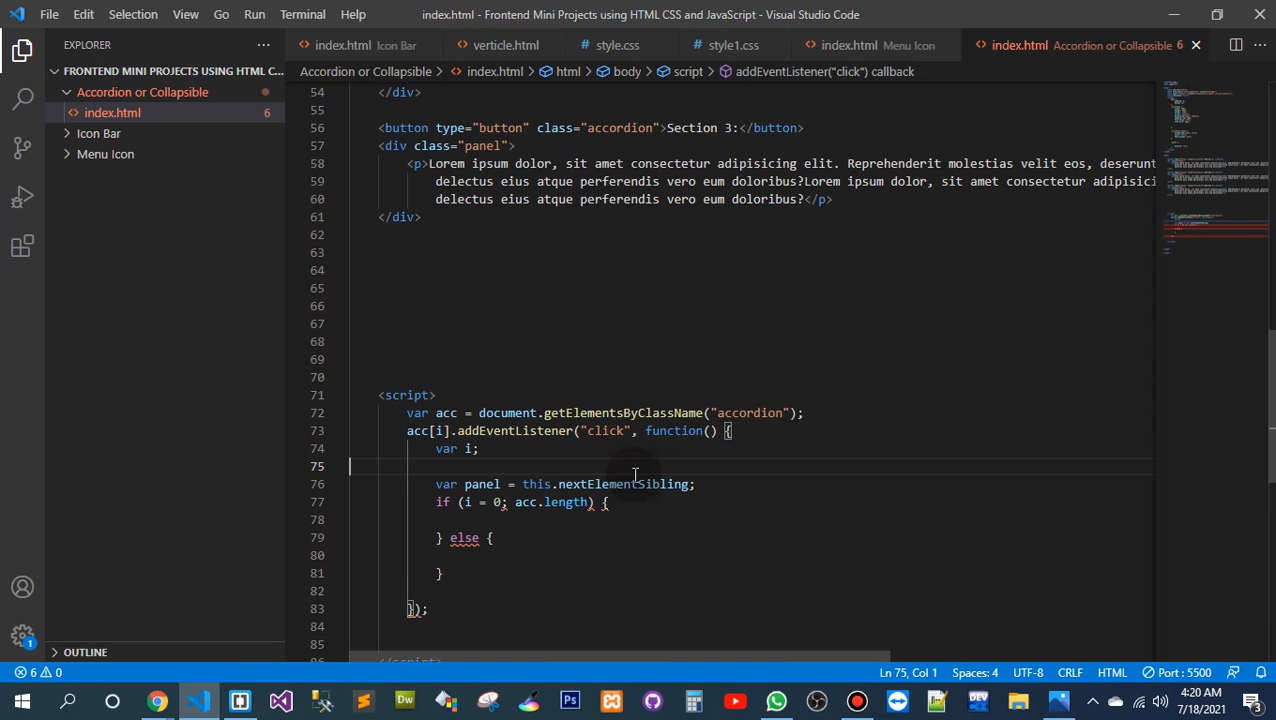 File Edit Selection View Go Run Terminal Help index.html - Frontend Mini Projects using HTML CSS and JavaScript - Visual Studio Code
EXPLORER
index.html Icon Bar verticle.html style.css style1.css index.html Menu Icon index.html Accordion or Collapsible 6
FRONTEND MINI PROJECTS USING HTML C...
Accordion or Collapsible > index.html > html > body > script > addEventListener("click") callback
Accordion or Collapsible
index.html 6
Icon Bar
Menu Icon
54 </div>
55
56 <button type="button" class="accordion">Section 3:</button>
57 <div class="panel">
58 <p>Lorem ipsum dolor, sit amet consectetur adipisicing elit. Reprehenderit molestias velit eos, deserunt
59 delectus eius atque perferendis vero eum doloribus?Lorem ipsum dolor, sit amet consectetur adipisici
60 delectus eius atque perferendis vero eum doloribus?</p>
61 </div>
62
63
64
65
66
67
68
69
70
71 <script>
72 var acc = document.getElementsByClassName("accordion");
73 acc[i].addEventListener("click", function() {
74 var i;
75
76 var panel = this.nextElementSibling;
77 if (i = 0; acc.length) {
78
79 } else {
80
81 }
82
83 });
84
85
86 </script>
OUTLINE
6 0 Ln 75, Col 1 Spaces: 4 UTF-8 CRLF HTML Port : 5500
1
4:20 AM
7/18/2021
3